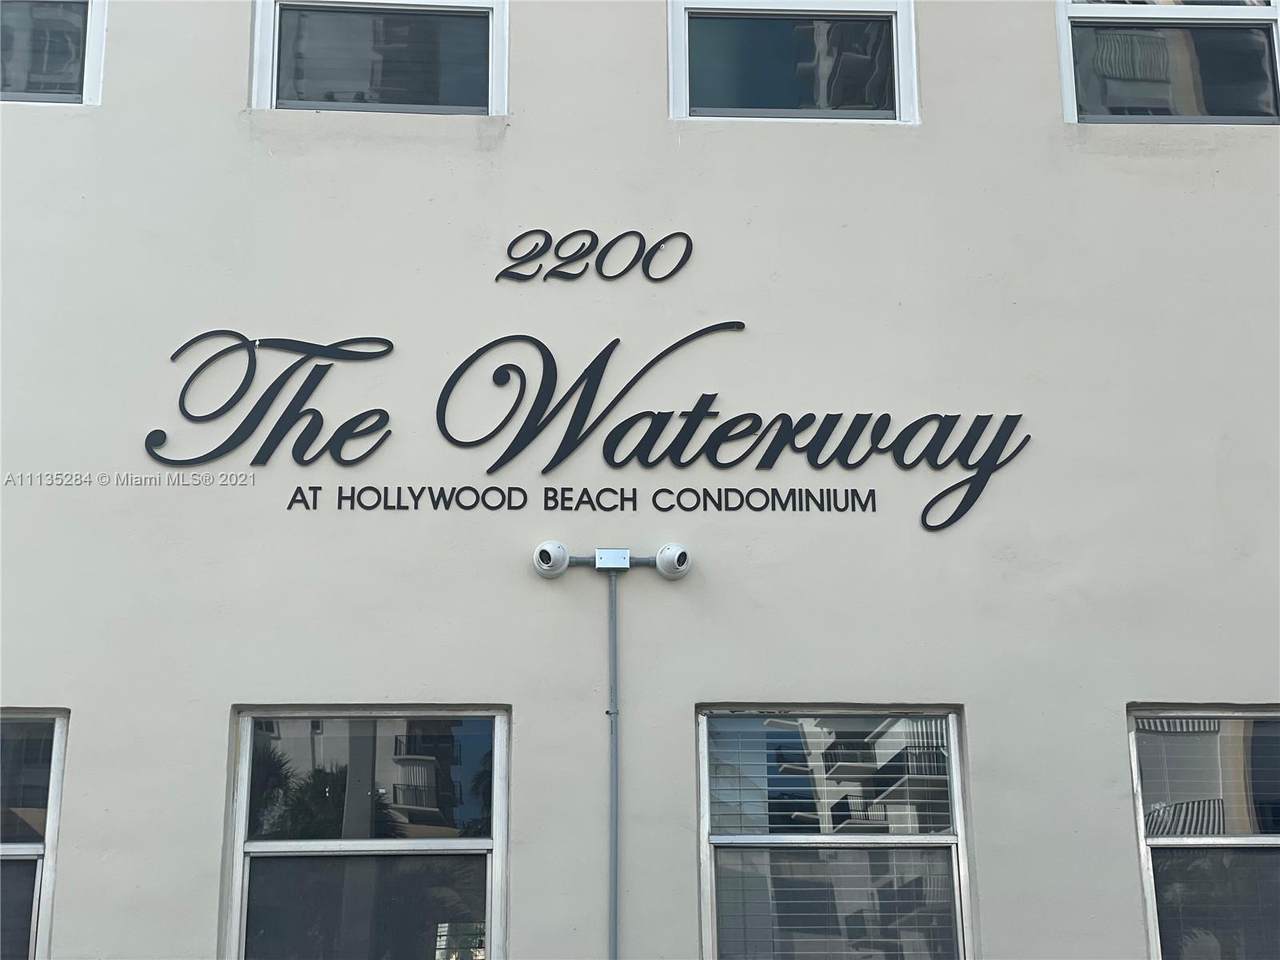 2200
The Waterway
A11135284 © Miami MLS® 2021
AT HOLLYWOOD BEACH CONDOMINIUM